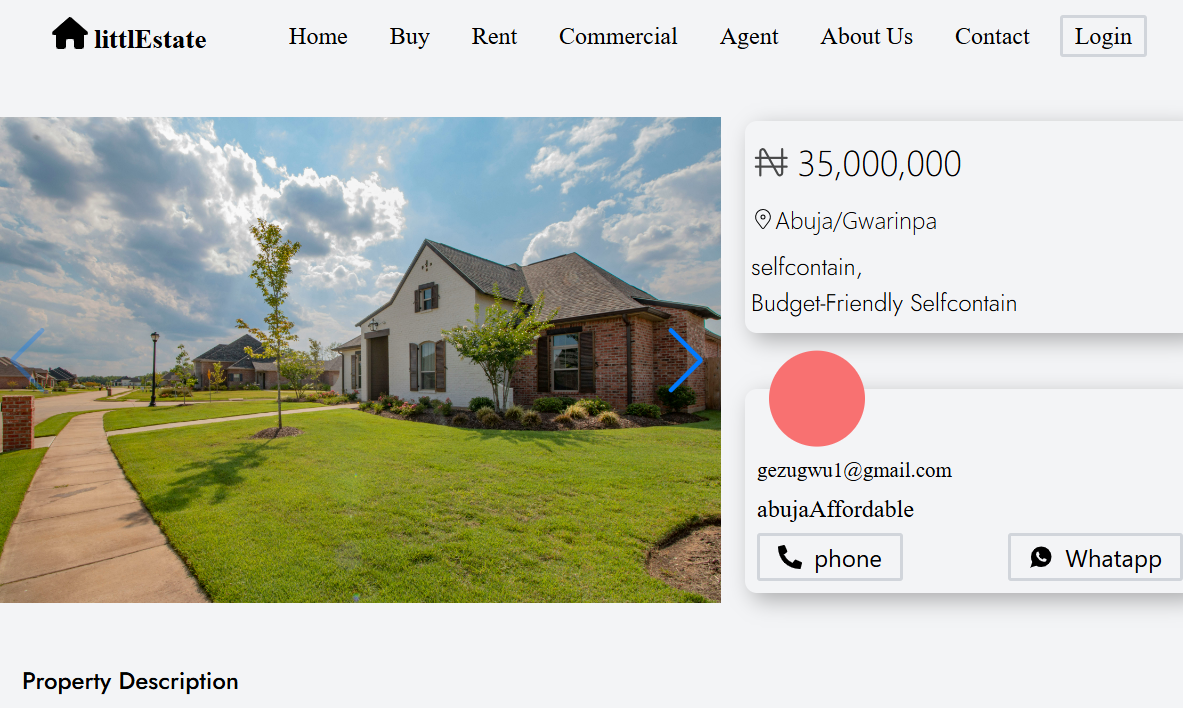 littlEstate Home Buy Rent Commercial Agent About Us Contact Login
₦ 35,000,000
Abuja/Gwarinpa
selfcontain,
Budget-Friendly Selfcontain
gezugwu1@gmail.com
abujaAffordable
phone Whatapp
Property Description